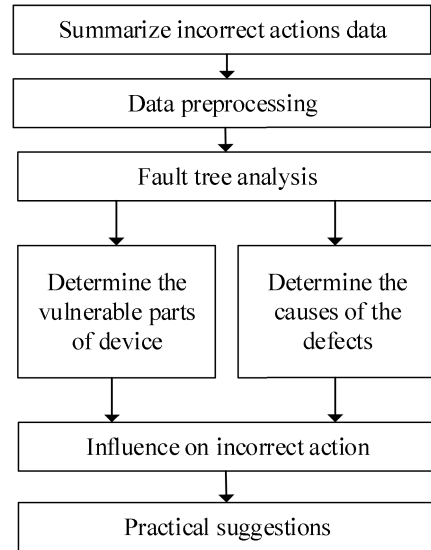 Summarize incorrect actions data
Data preprocessing
Fault tree analysis
Determine the
vulnerable parts
of device
Determine the
causes of the
defects
Influence on incorrect action
Practical suggestions